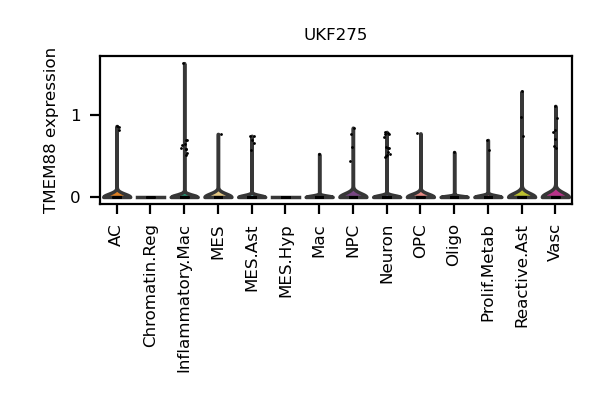 UKF275
TMEM88 expression
1
0
AC
Chromatin.Reg
Inflammatory.Mac
MES
MES.Ast
MES.Hyp
Mac
NPC
Neuron
OPC
Oligo
Prolif.Metab
Reactive.Ast
Vasc